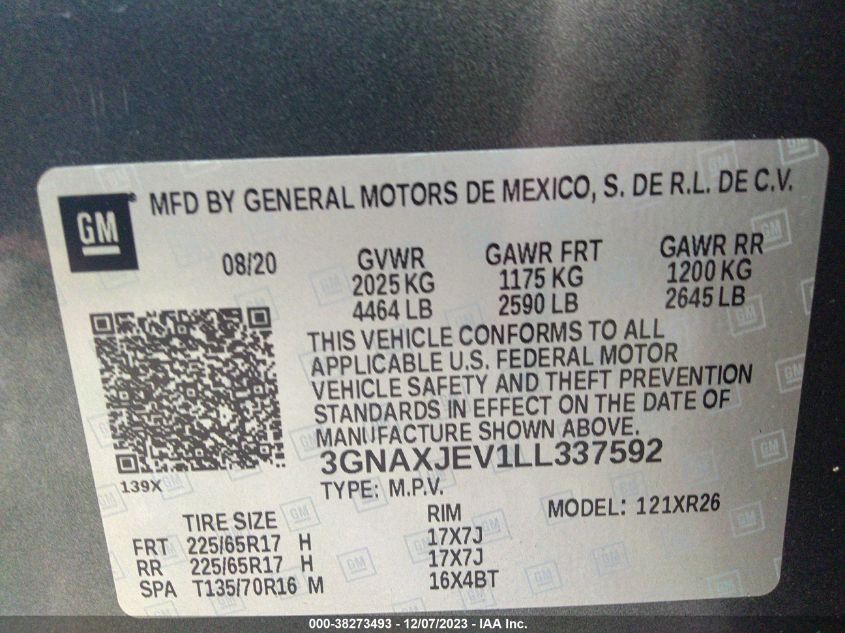 GM MFD BY GENERAL MOTORS DE MEXICO, S. DE R.L. DE C.V.
08/20 GVWR GAWR FRT GAWR RR
2025 KG 1175 KG 1200 KG
4464 LB 2590 LB 2645 LB
THIS VEHICLE CONFORMS TO ALL
APPLICABLE U.S. FEDERAL MOTOR
VEHICLE SAFETY AND THEFT PREVENTION
STANDARDS IN EFFECT ON THE DATE OF
MANUFACTURE SHOWN ABOVE.
139X 3GNAXJEV1LL337592
TYPE: M.P.V.
TIRE SIZE RIM MODEL: 121XR26
FRT 225/65R17 H 17X7J
RR 225/65R17 H 17X7J
SPA T135/70R16 M 16X4BT
000-38273493 - 12/07/2023 - IAA Inc.